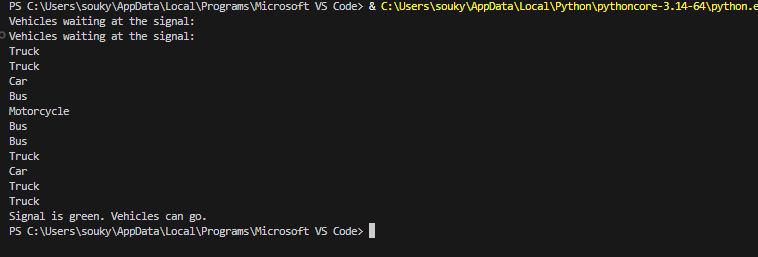 PS C:\Users\souky\AppData\Local\Programs\Microsoft VS Code> & C:\Users\souky\AppData\Local\Python\pythoncore-3.14-64\python.e
Vehicles waiting at the signal:
Vehicles waiting at the signal:
Truck
Truck
Car
Bus
Motorcycle
Bus
Bus
Truck
Car
Truck
Truck
Signal is green. Vehicles can go.
PS C:\Users\souky\AppData\Local\Programs\Microsoft VS Code>